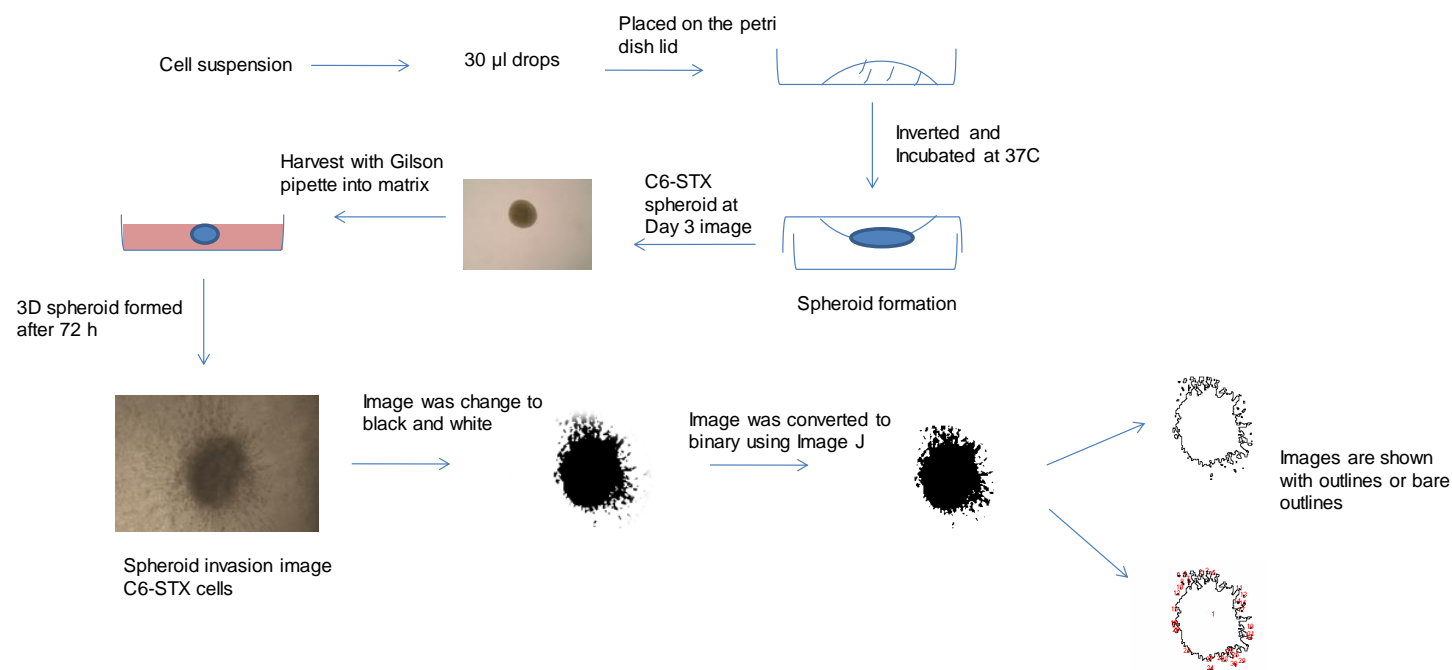 Cell suspension
30 µl drops
Placed on the petri
dish lid
Inverted and
Incubated at 37C
Harvest with Gilson
pipette into matrix
C6-STX
spheroid at
Day 3 image
Spheroid formation
3D spheroid formed
after 72 h
Spheroid invasion image
C6-STX cells
Image was change to
black and white
Image was converted to
binary using Image J
Images are shown
with outlines or bare
outlines
1